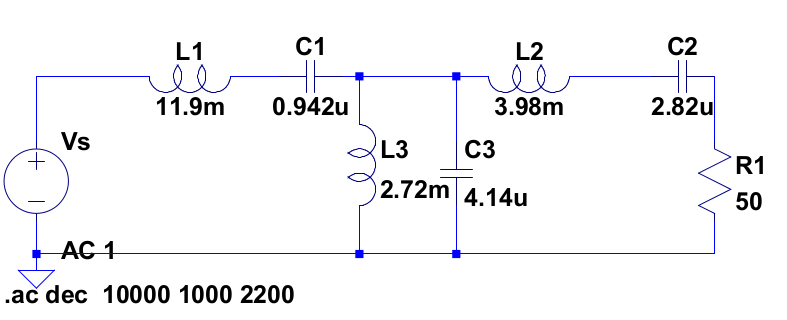 L1
C1
L2
C2
11.9m
0.942u
3.98m
2.82u
Vs
L3
C3
R1
2.72m
4.14u
50
AC 1
.ac dec 10000 1000 2200